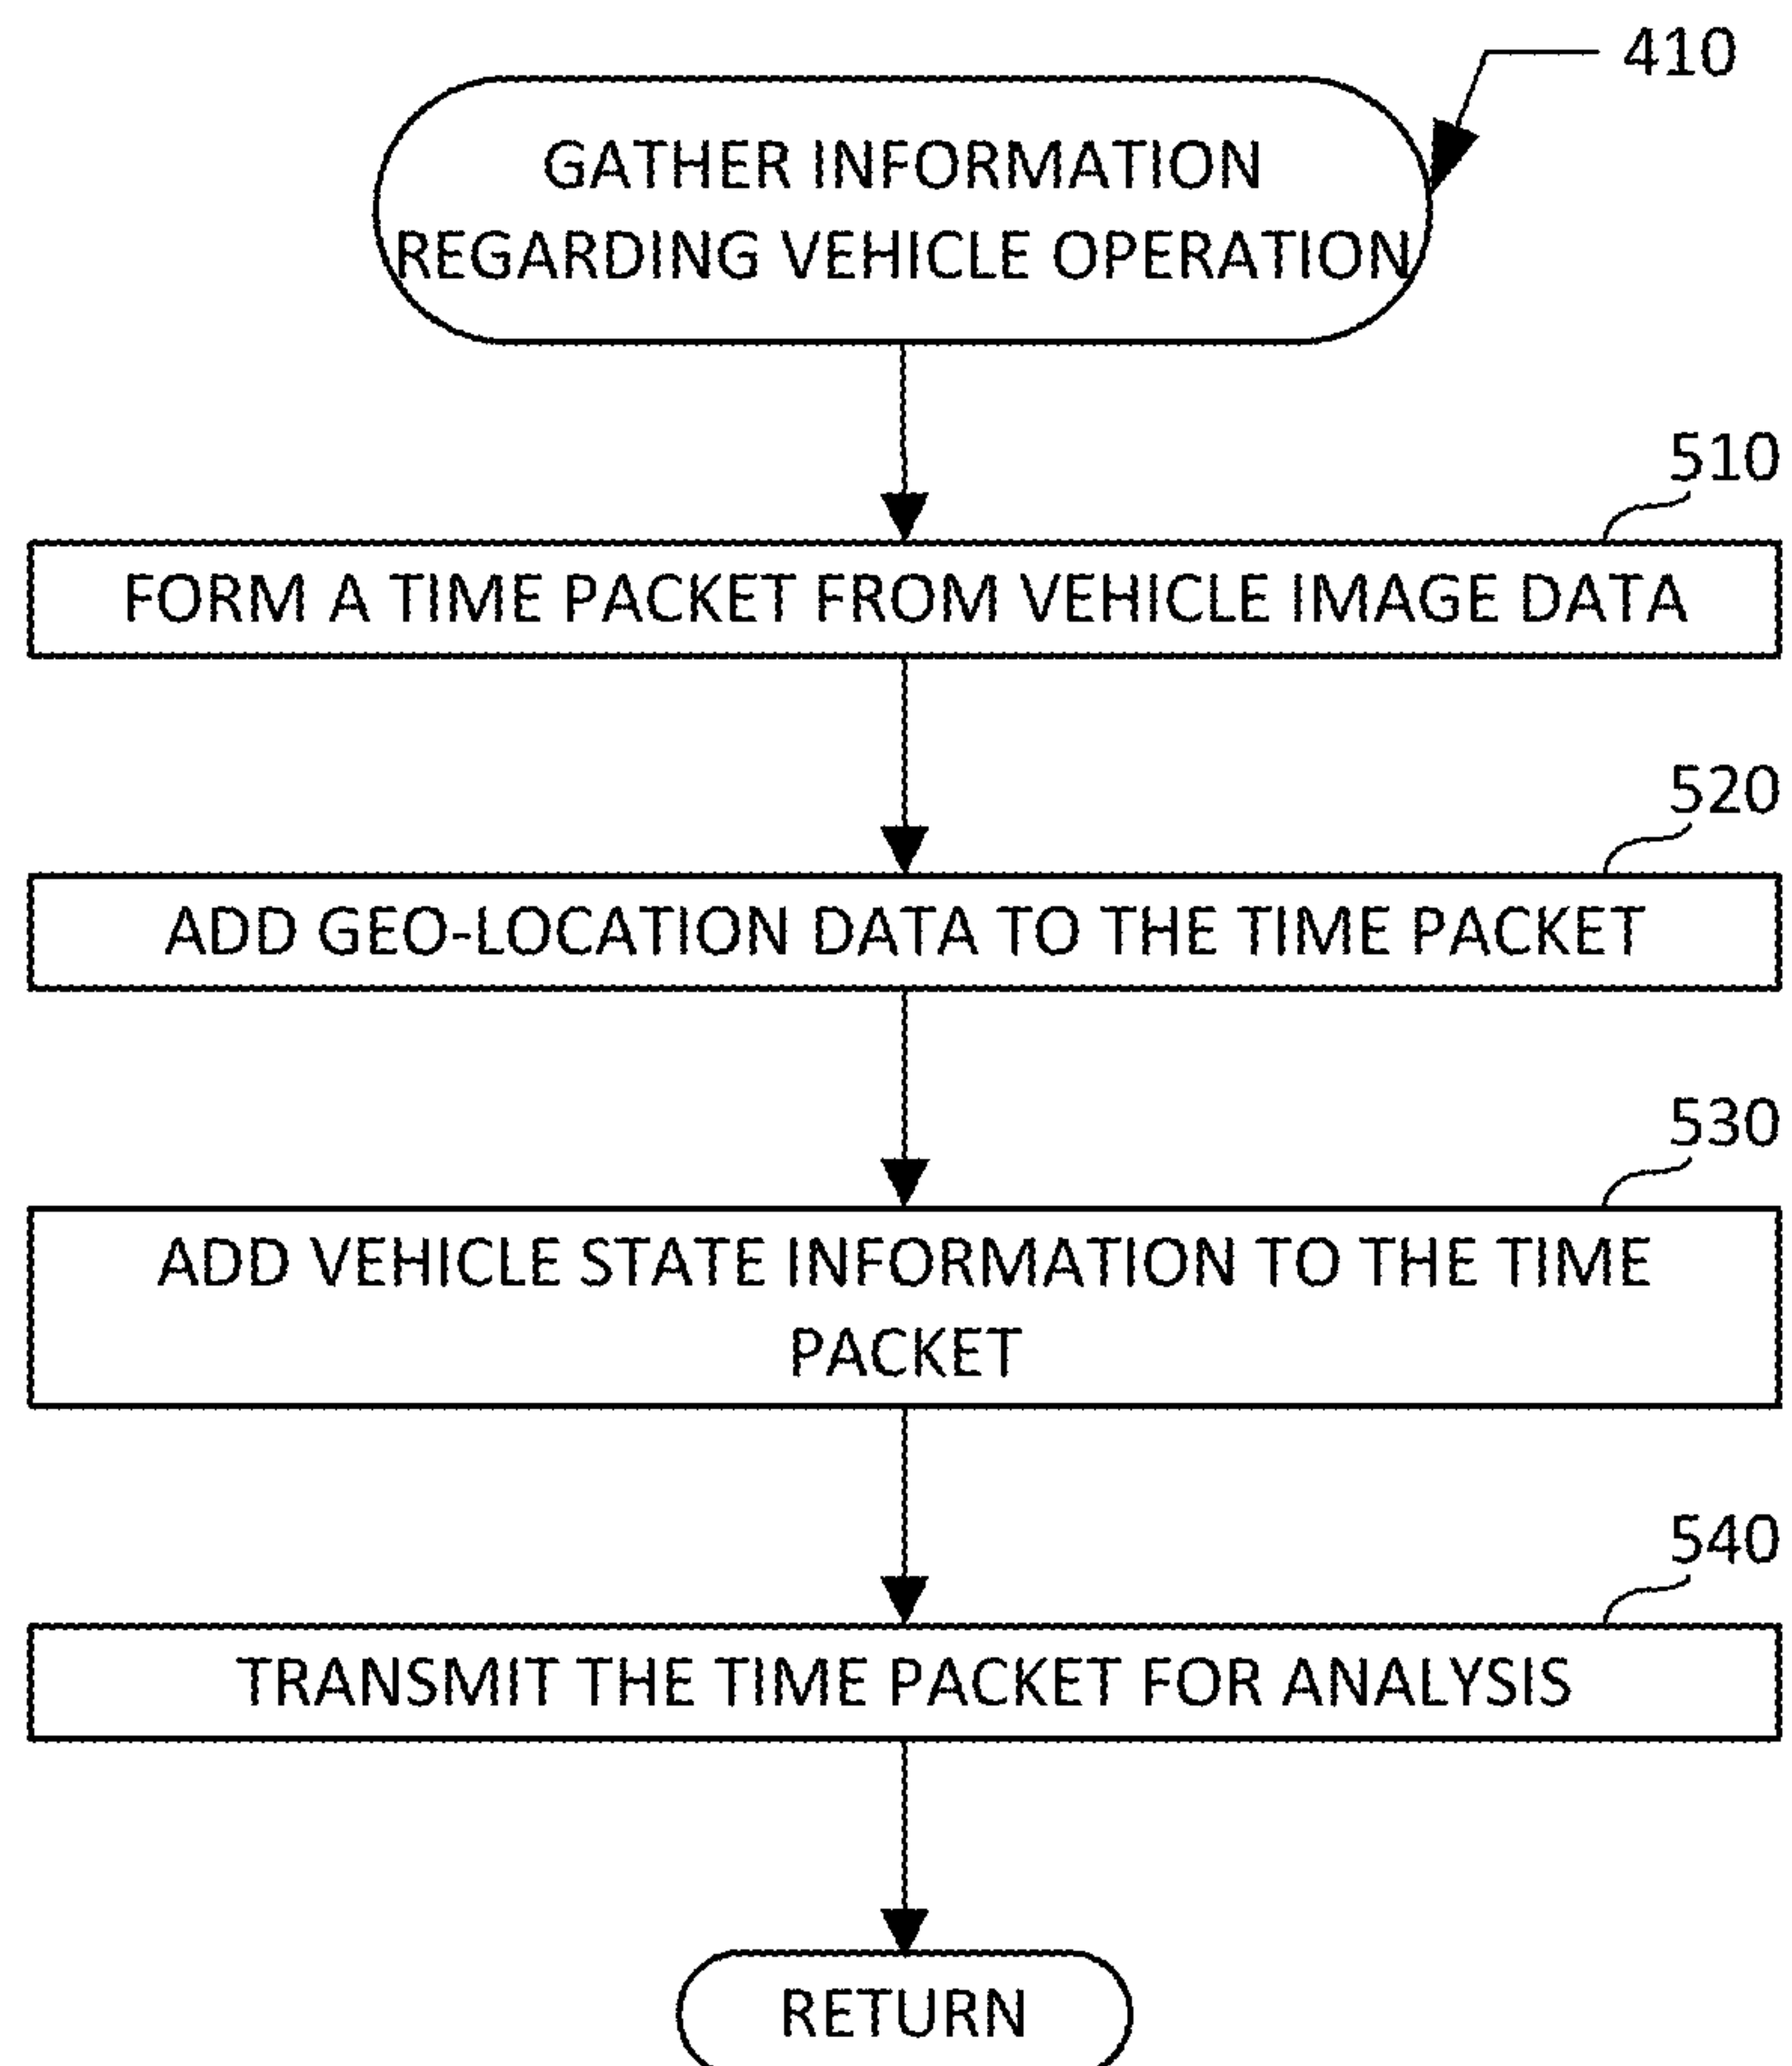 410
GATHER INFORMATION
REGARDING VEHICLE OPERATION
510
FORM A TIME PACKET FROM VEHICLE IMAGE DATA
520
ADD GEO-LOCATION DATA TO THE TIME PACKET
530
ADD VEHICLE STATE INFORMATION TO THE TIME
PACKET
540
TRANSMIT THE TIME PACKET FOR ANALYSIS
RETURN